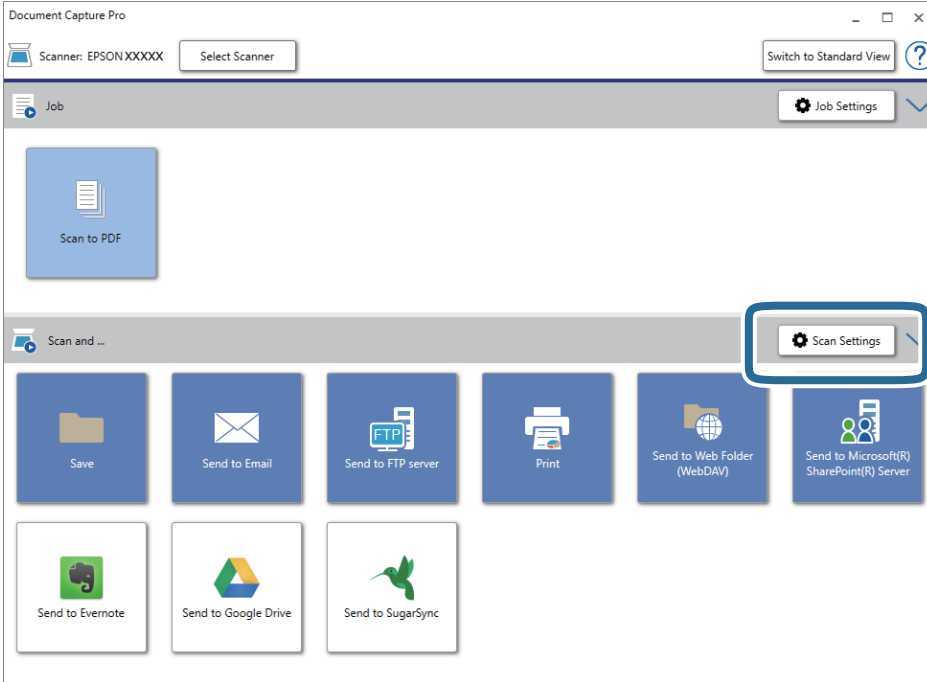 Document Capture Pro
Scanner: EPSON XXXXX
Select Scanner
Switch to Standard View
?
Job
Job Settings
Scan to PDF
Scan and ...
Scan Settings
Save
Send to Email
FTP
Send to FTP server
Print
Send to Web Folder
(WebDAV)
Send to Microsoft(R)
SharePoint(R) Server
Send to Evernote
Send to Google Drive
Send to SugarSync